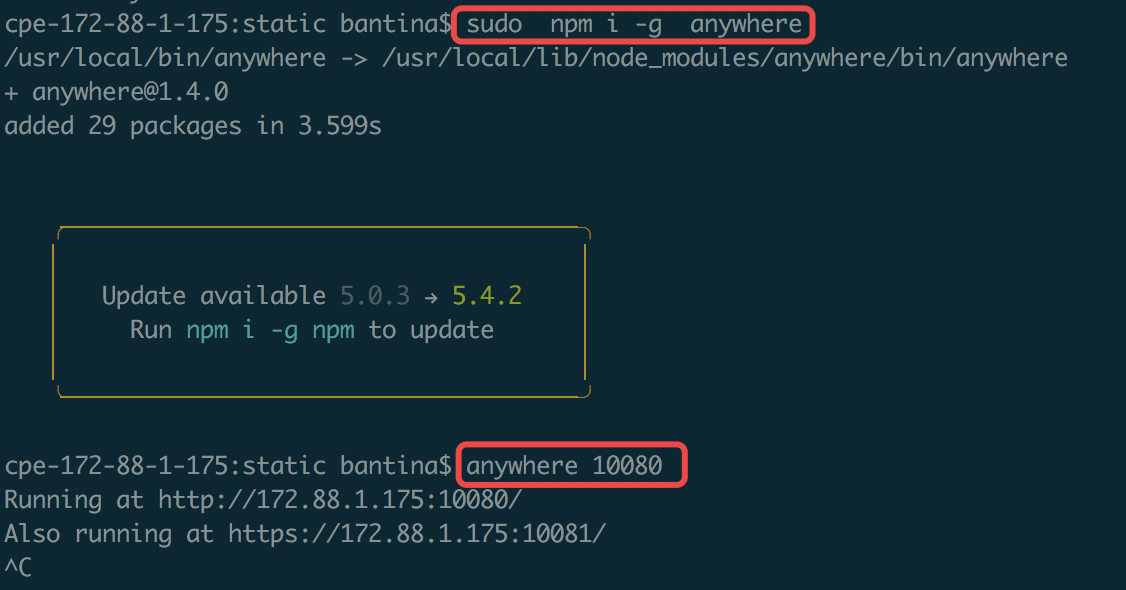 cpe-172-88-1-175:static bantina$ sudo  npm i -g  anywhere
/usr/local/bin/anywhere -> /usr/local/lib/node_modules/anywhere/bin/anywhere
+ anywhere@1.4.0
added 29 packages in 3.599s
Update available 5.0.3 → 5.4.2
Run npm i -g npm to update
cpe-172-88-1-175:static bantina$ anywhere 10080
Running at http://172.88.1.175:10080/
Also running at https://172.88.1.175:10081/
^C